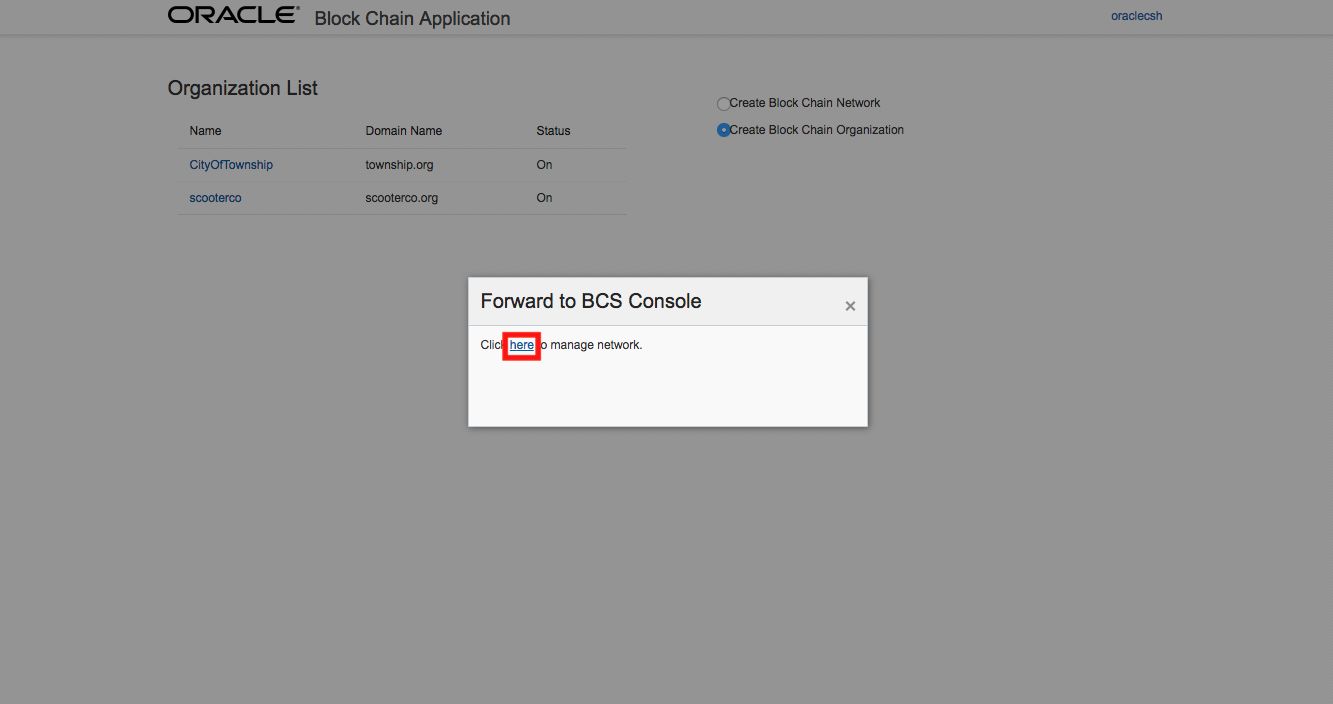 ORACLE® Block Chain Application
oraclecsh
Organization List
Name Domain Name Status
CityOfTownship township.org On
scooterco scooterco.org On
Create Block Chain Network
Create Block Chain Organization
Forward to BCS Console
×
Click here to manage network.